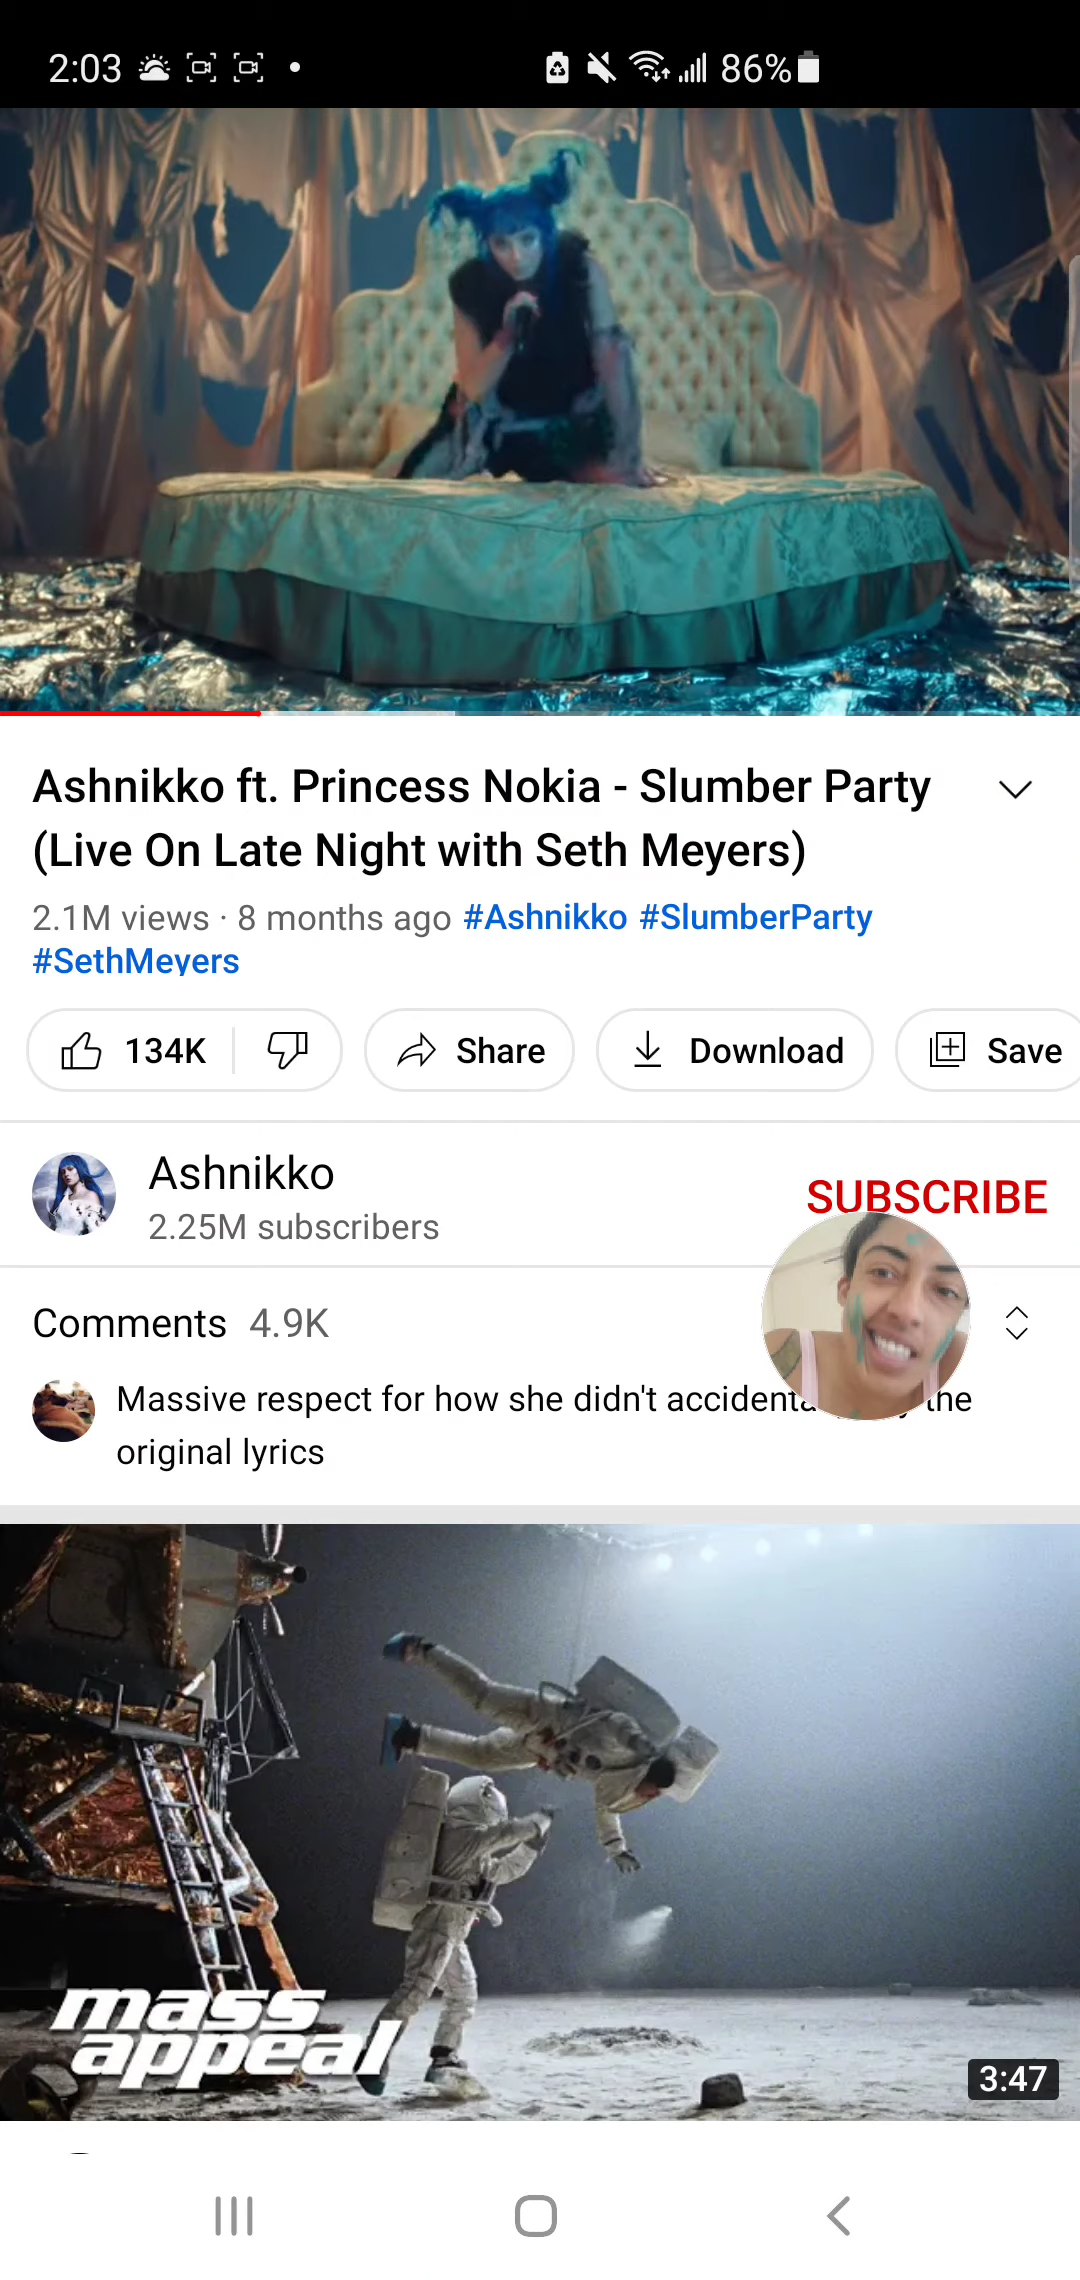 2:03 86%
Ashnikko ft. Princess Nokia - Slumber Party
(Live On Late Night with Seth Meyers)
2.1M views · 8 months ago #Ashnikko #SlumberParty
#SethMeyers
134K Share Download Save
Ashnikko
2.25M subscribers
SUBSCRIBE
Comments 4.9K
Massive respect for how she didn't the
original lyrics
mass
appeal
3:47